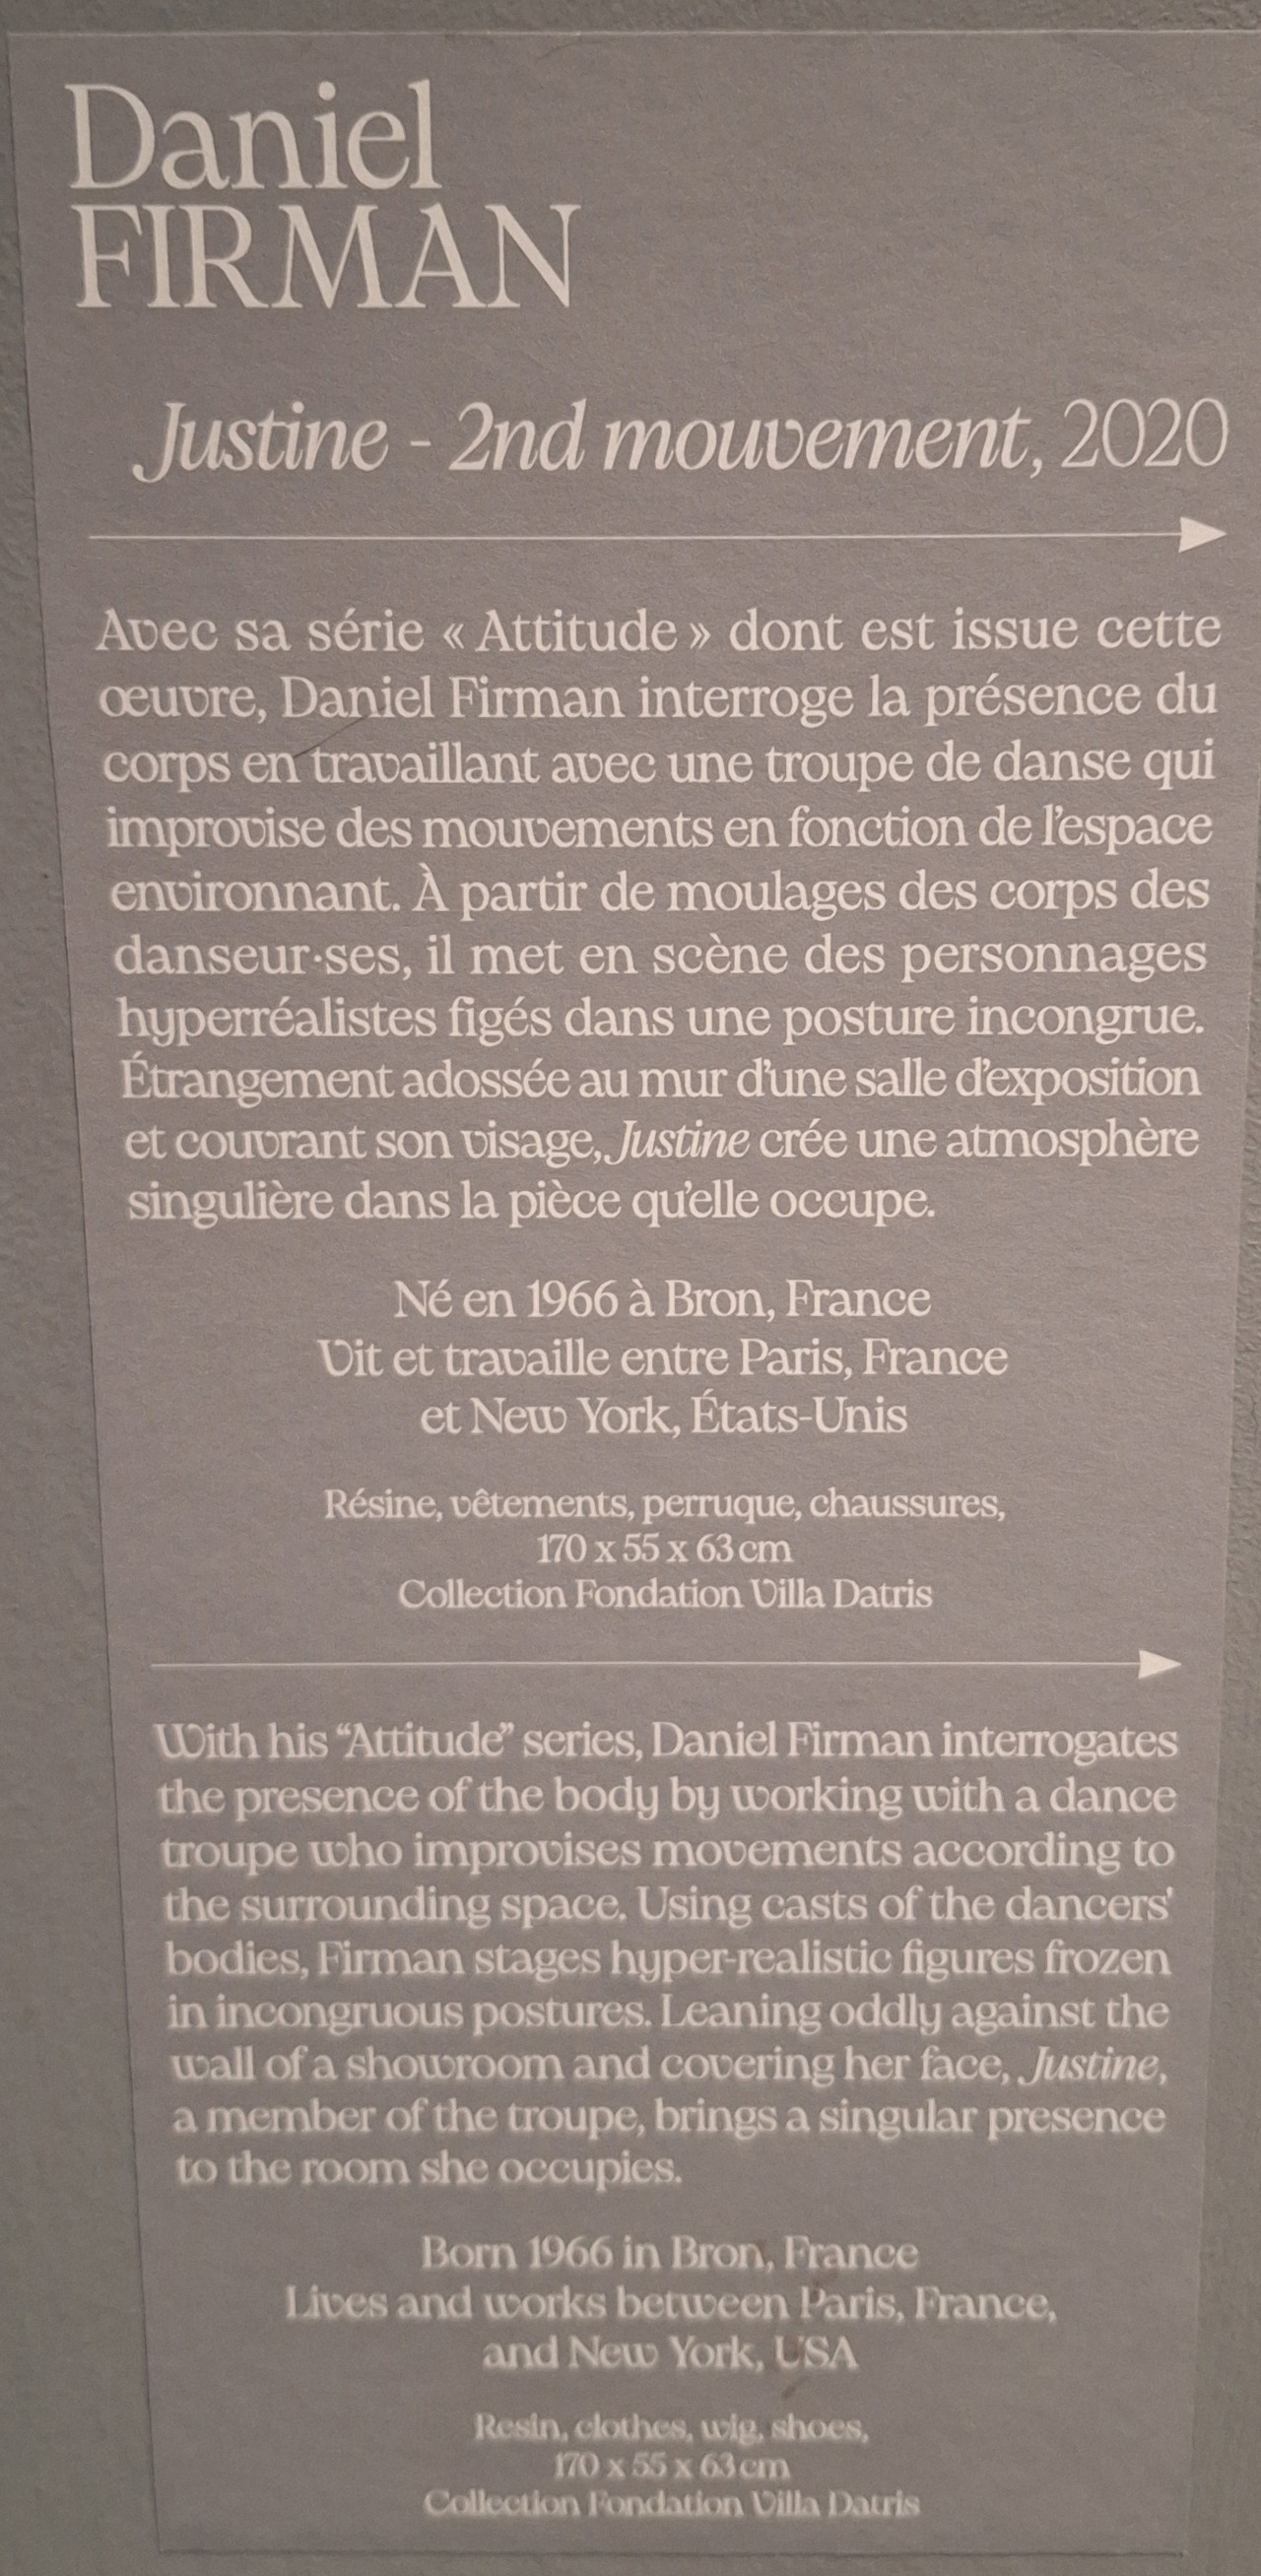 Daniel
FIRMAN
Justine - 2nd mouvement, 2020
Avec sa série « Attitude » dont est issue cette
œuvre, Daniel Firman interroge la présence du
corps en travaillant avec une troupe de danse qui
improvise des mouvements en fonction de l’espace
environnant. À partir de moulages des corps des
danseur·ses, il met en scène des personnages
hyperréalistes figés dans une posture incongrue.
Étrangement adossée au mur d’une salle d’exposition
et couvrant son visage, Justine crée une atmosphère
singulière dans la pièce qu’elle occupe.
Né en 1966 à Bron, France
Vit et travaille entre Paris, France
et New York, États-Unis
Résine, vêtements, perruque, chaussures,
170 x 55 x 63 cm
Collection Fondation Villa Datris
With his “Attitude” series, Daniel Firman interrogates
the presence of the body by working with a dance
troupe who improvises movements according to
the surrounding space. Using casts of the dancers'
bodies, Firman stages hyper-realistic figures frozen
in incongruous postures. Leaning oddly against the
wall of a showroom and covering her face, Justine,
a member of the troupe, brings a singular presence
to the room she occupies.
Born 1966 in Bron, France
Lives and works between Paris, France,
and New York, USA
Resin, clothes, wig, shoes,
170 x 55 x 63 cm
Collection Fondation Villa Datris